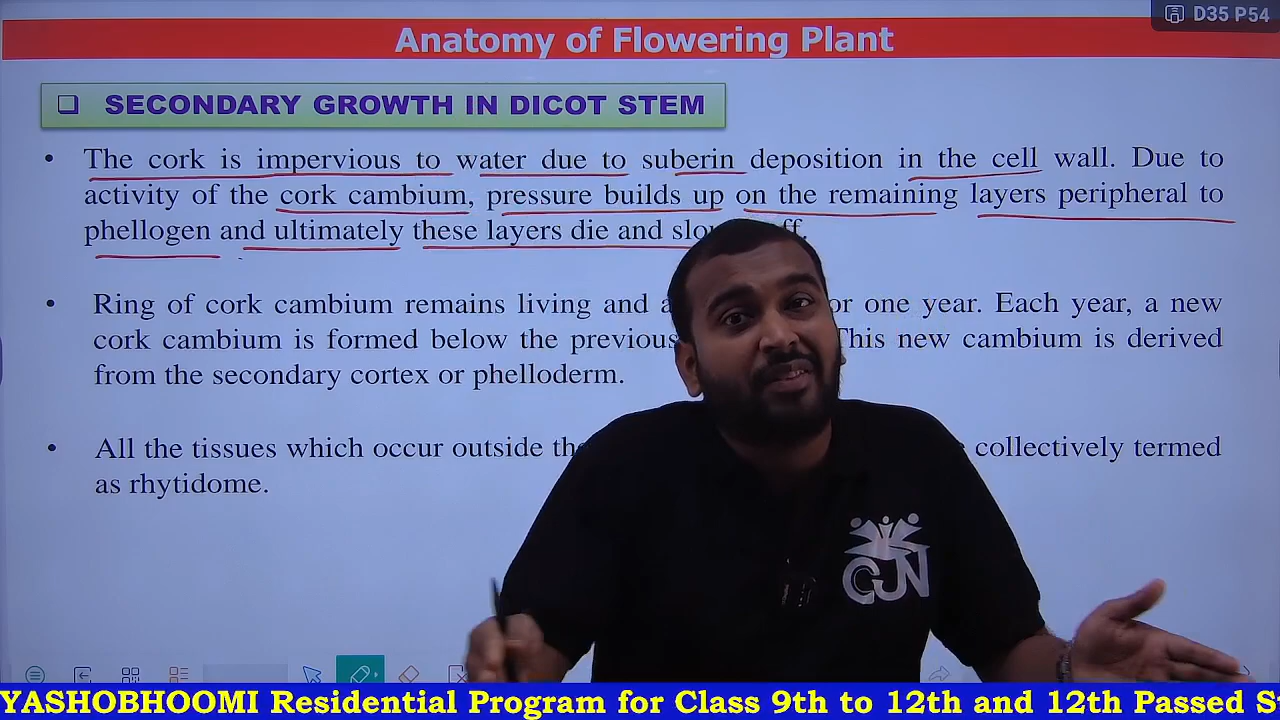 D35 P54
Anatomy of Flowering Plant
SECONDARY GROWTH IN DICOT STEM
• The cork is impervious to water due to suberin deposition in the cell wall. Due to
activity of the cork cambium, pressure builds up on the remaining layers peripheral to
phellogen and ultimately these layers die and
• Ring of cork cambium remains living and one year. Each year, a new
cork cambium is formed below the previous This new cambium is derived
from the secondary cortex or phelloderm.
• All the tissues which occur outside collectively termed
as rhytidome.
GJN
YASHOBHOOMI Residential Program for Class 9th to 12th and 12th Passed